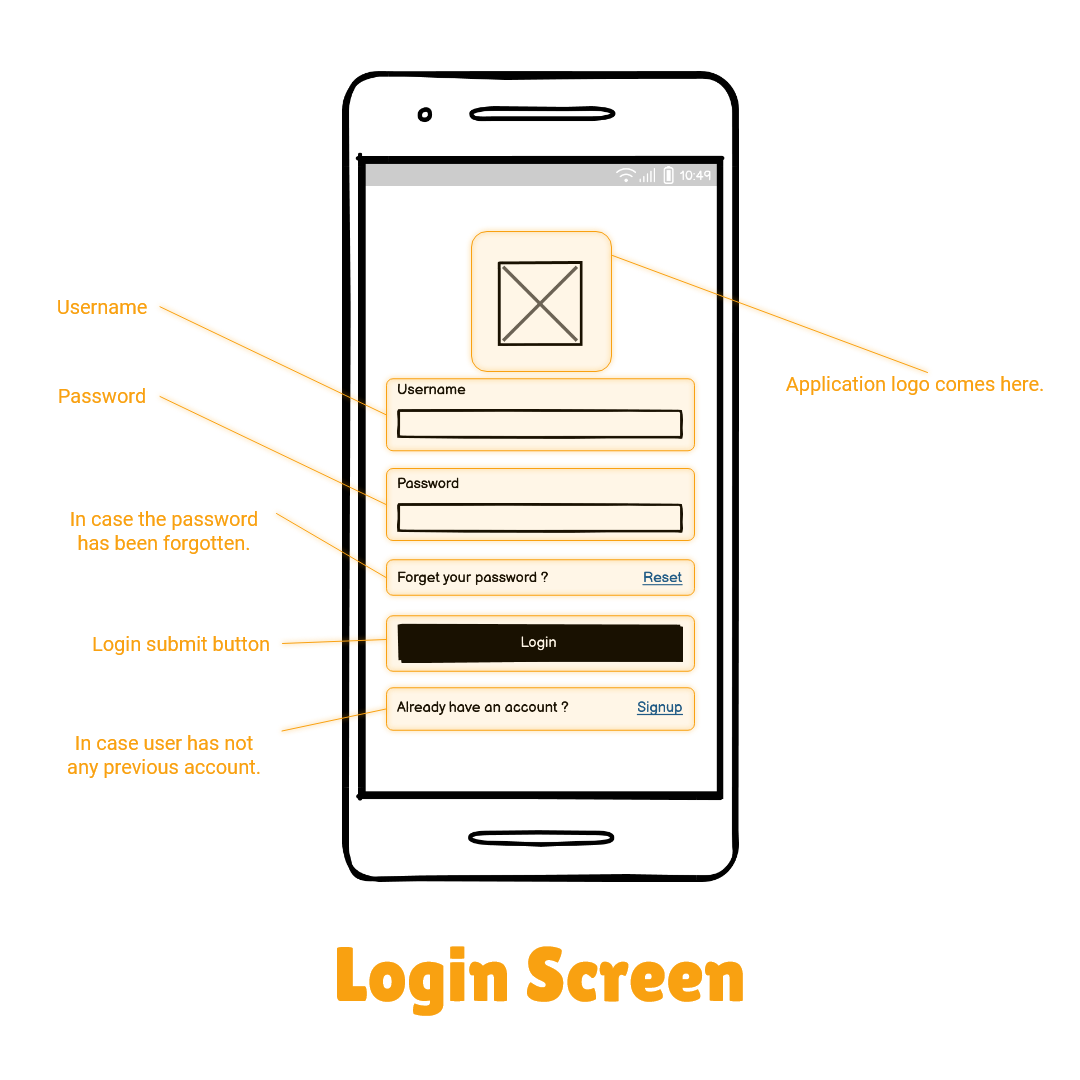 10:49
Username
Application logo comes here.
Username
Password
Password
In case the password
has been forgotten.
Forget your password ?
Reset
Login submit button
Login
Already have an account ?
Signup
In case user has not
any previous account.
Login Screen